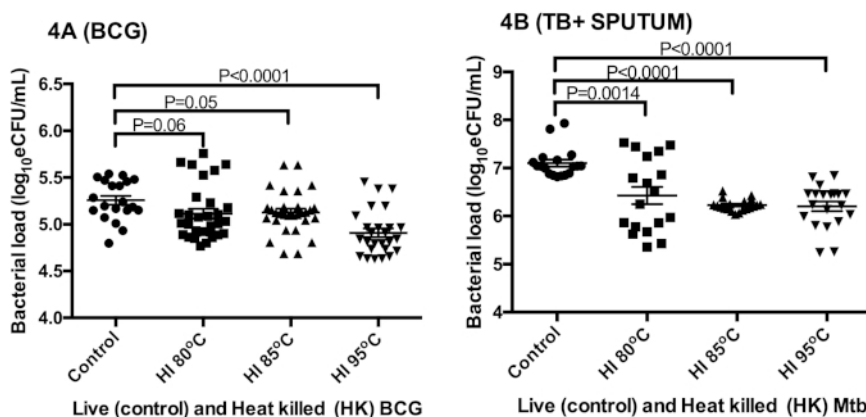 4A (BCG)
P<0.0001
P=0.05
P=0.06
6.5
6.0
5.5
5.0
4.5
4.0
Bacterial load (log10eCFU/mL)
Control
HI 80°C
HI 85°C
HI 95°C
Live (control) and Heat killed (HK) BCG
4B (TB+ SPUTUM)
P<0.0001
P<0.0001
P=0.0014
9
8
7
6
5
4
Bacterial load (log10eCFU/mL)
Control
HI 80°C
HI 85°C
HI 95°C
Live (control) and Heat killed (HK) Mtb